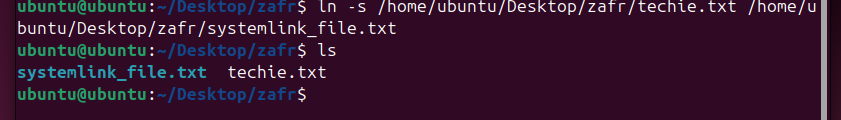 ubuntu@ubuntu:~/Desktop/zafr$ ln -s /home/ubuntu/Desktop/zafr/techie.txt /home/u
buntu/Desktop/zafr/systemlink_file.txt
ubuntu@ubuntu:~/Desktop/zafr$ ls
systemlink_file.txt  techie.txt
ubuntu@ubuntu:~/Desktop/zafr$